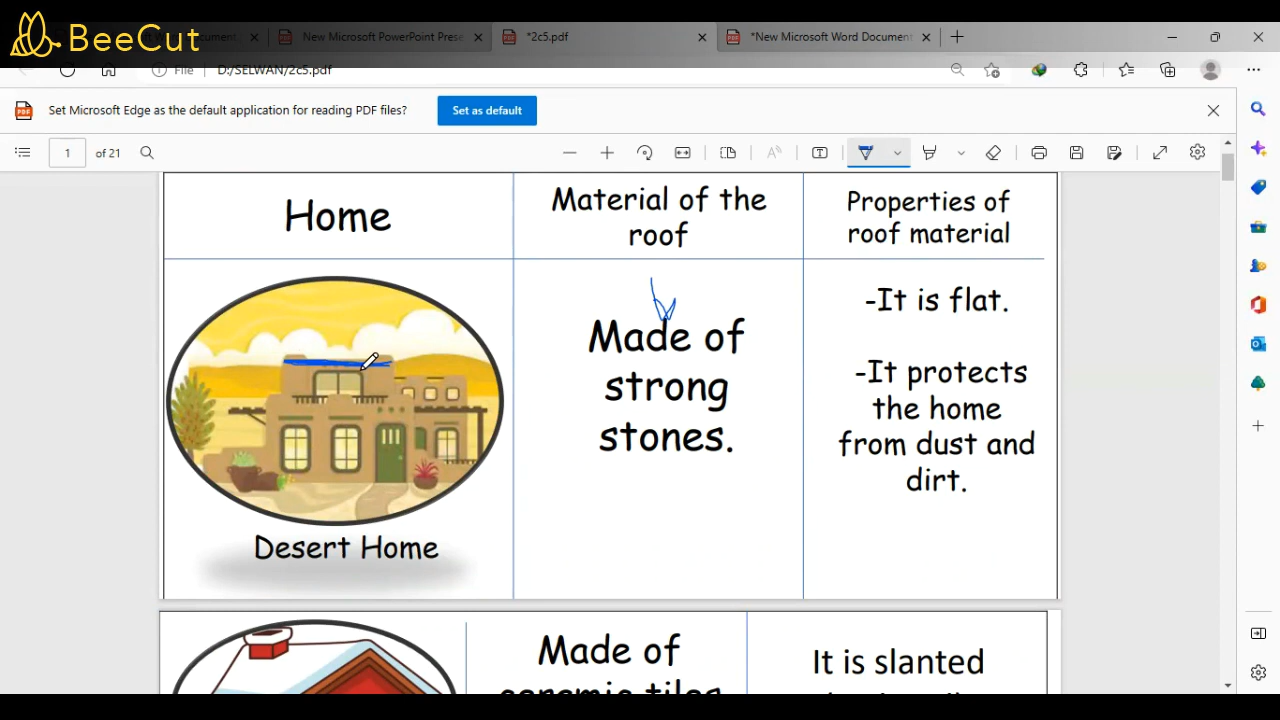 BeeCut
New Microsoft PowerPoint Prese
*2c5.pdf
*New Microsoft Word Document
File
D:/SELWAN/2c5.pdf
Set Microsoft Edge as the default application for reading PDF files?
Set as default
1 of 21
Home
Material of the
roof
Properties of
roof material
Made of
strong
stones.
-It is flat.
-It protects
the home
from dust and
dirt.
Desert Home
Made of
ceramic tiles
It is slanted